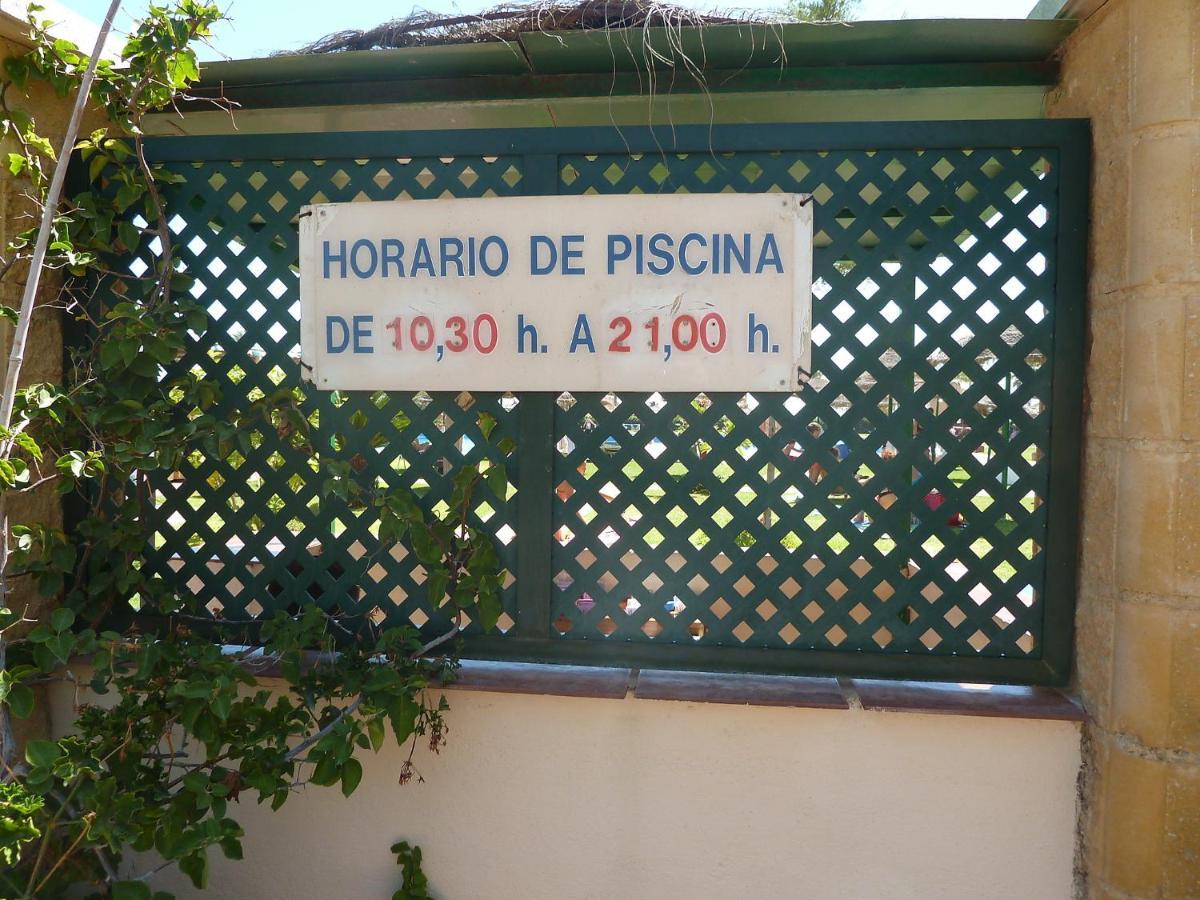 HORARIO DE PISCINA
DE 10,30 h. A 21,00 h.